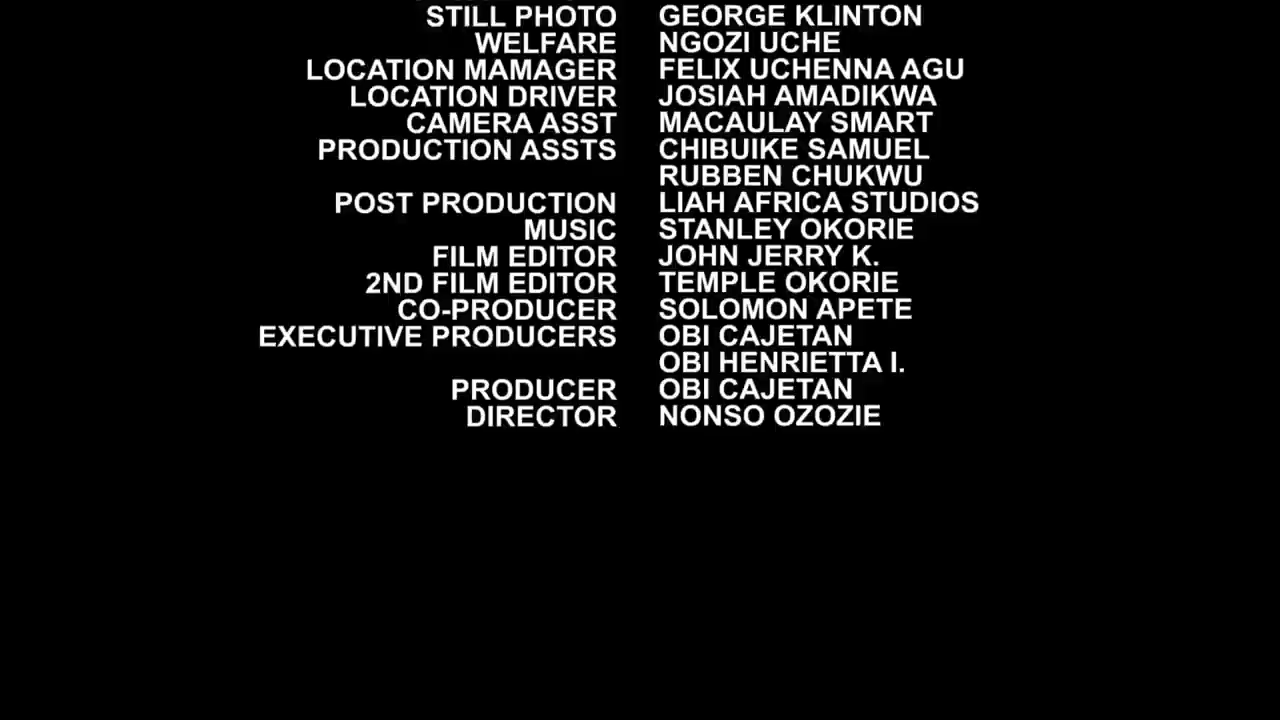 STILL PHOTO GEORGE KLINTON
WELFARE NGOZI UCHE
LOCATION MAMAGER FELIX UCHENNA AGU
LOCATION DRIVER JOSIAH AMADIKWA
CAMERA ASST MACAULAY SMART
PRODUCTION ASSTS CHIBUIKE SAMUEL
RUBBEN CHUKWU
POST PRODUCTION LIAH AFRICA STUDIOS
MUSIC STANLEY OKORIE
FILM EDITOR JOHN JERRY K.
2ND FILM EDITOR TEMPLE OKORIE
CO-PRODUCER SOLOMON APETE
EXECUTIVE PRODUCERS OBI CAJETAN
OBI HENRIETTA I.
PRODUCER OBI CAJETAN
DIRECTOR NONSO OZOZIE